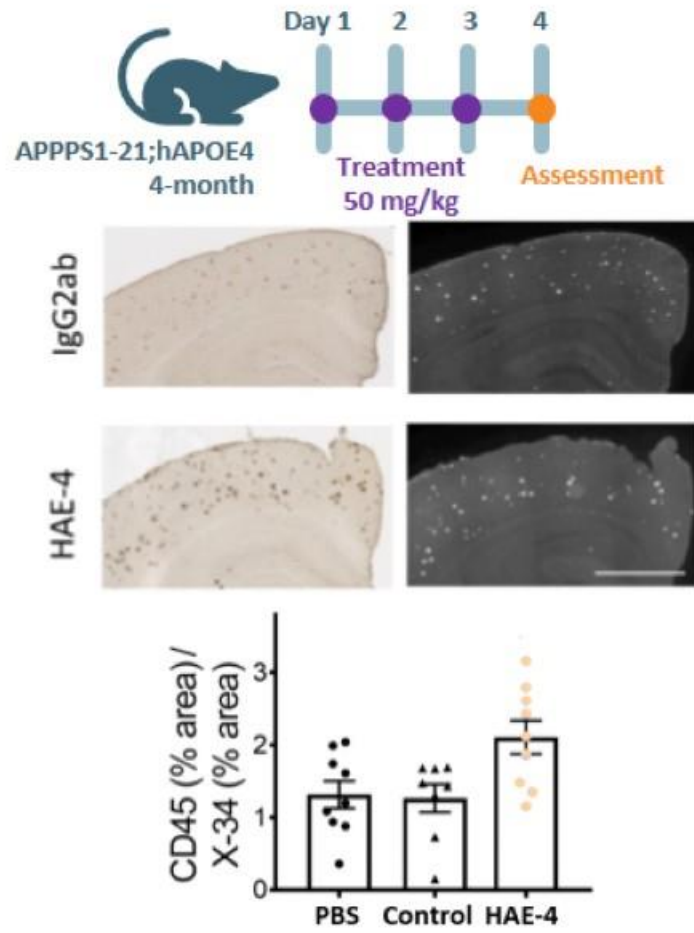 Day 1 2 3 4
APPPS1-21;hAPOE4
4-month
Treatment
50 mg/kg
Assessment
IgG2ab
HAE-4
CD45 (% area)/
X-34 (% area)
3
2
1
0
PBS Control HAE-4